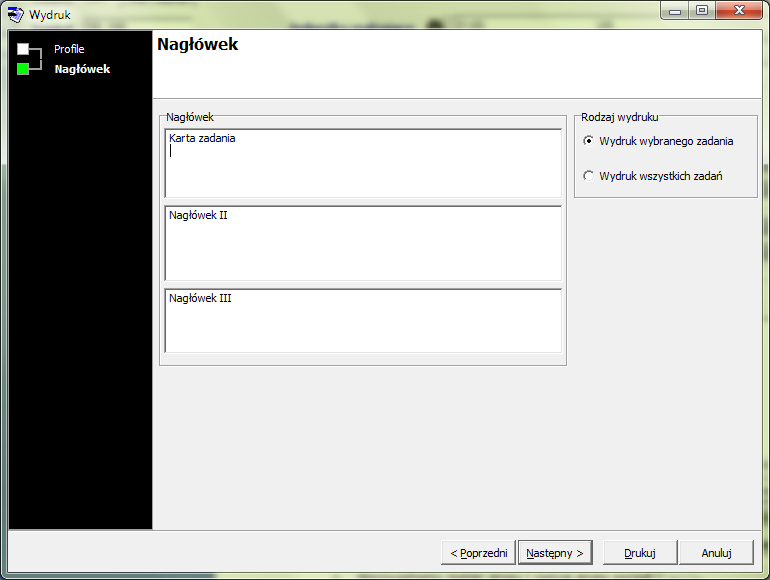 Wydruk
Profile
Nagłówek
Nagłówek
Nagłówek
Karta zadania
Nagłówek II
Nagłówek III
Rodzaj wydruku
Wydruk wybranego zadania
Wydruk wszystkich zadań
< Poprzedni
Następny >
Drukuj
Anuluj